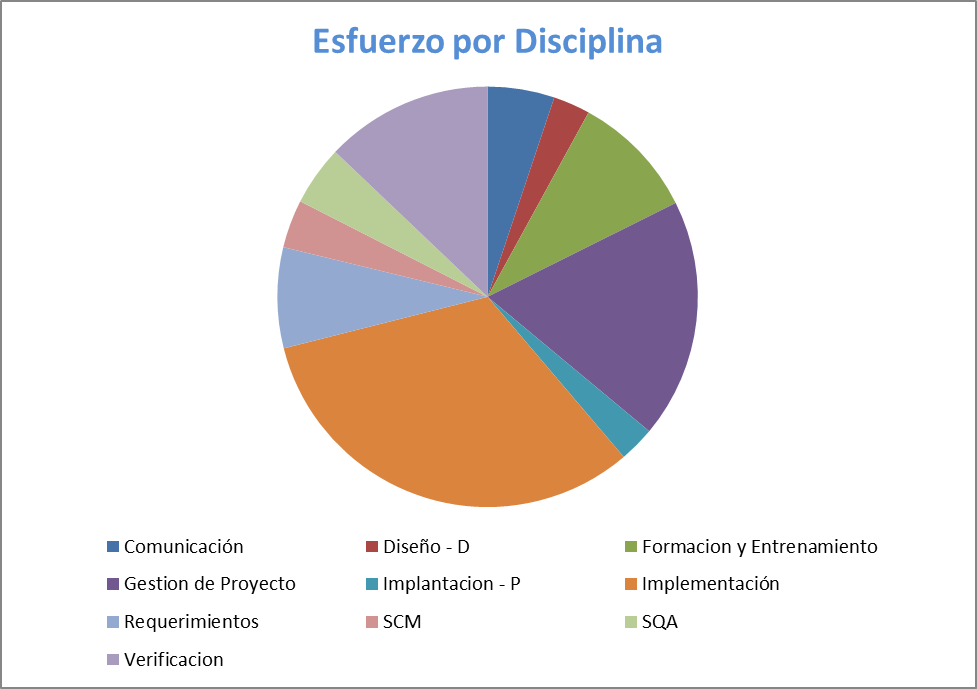 Esfuerzo por Disciplina
Comunicación Diseño - D Formacion y Entrenamiento
Gestion de Proyecto Implantacion - P Implementación
Requerimientos SCM SQA
Verificacion